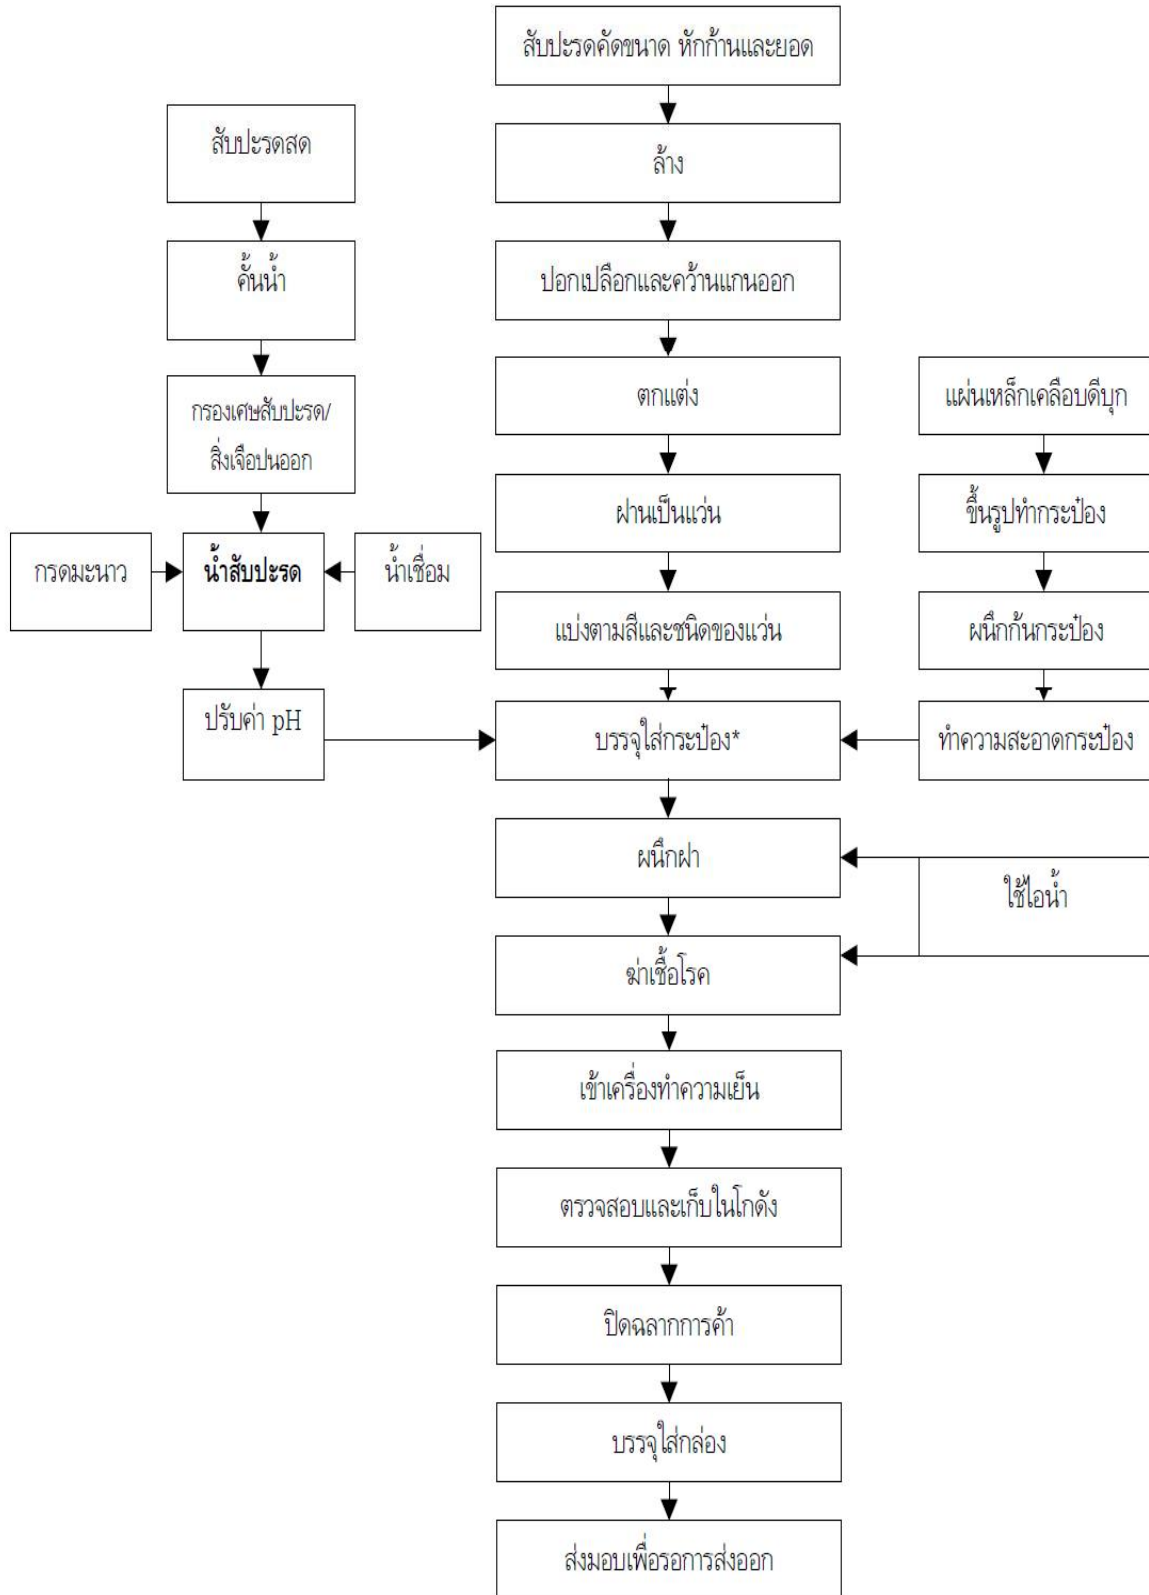 สับปะรดคัดขนาด หักก้านและยอด
สับปะรดสด
ล้าง
คั้นน้ำ
ปอกเปลือกและคว้านแกนออก
กรองเศษสับปะรด/
สิ่งเจือปนออก
ตกแต่ง
แผ่นเหล็กเคลือบดีบุก
ฝานเป็นแว่น
ขึ้นรูปทำกระป๋อง
กรดมะนาว
น้ำสับปะรด
น้ำเชื่อม
แบ่งตามสีและชนิดของแว่น
ผนึกก้นกระป๋อง
ปรับค่า pH
บรรจุใส่กระป๋อง*
ทำความสะอาดกระป๋อง
ผนึกฝา
ใช้ไอน้ำ
ฆ่าเชื้อโรค
เข้าเครื่องทำความเย็น
ตรวจสอบและเก็บในโกดัง
ปิดฉลากการค้า
บรรจุใส่กล่อง
ส่งมอบเพื่อรอการส่งออก